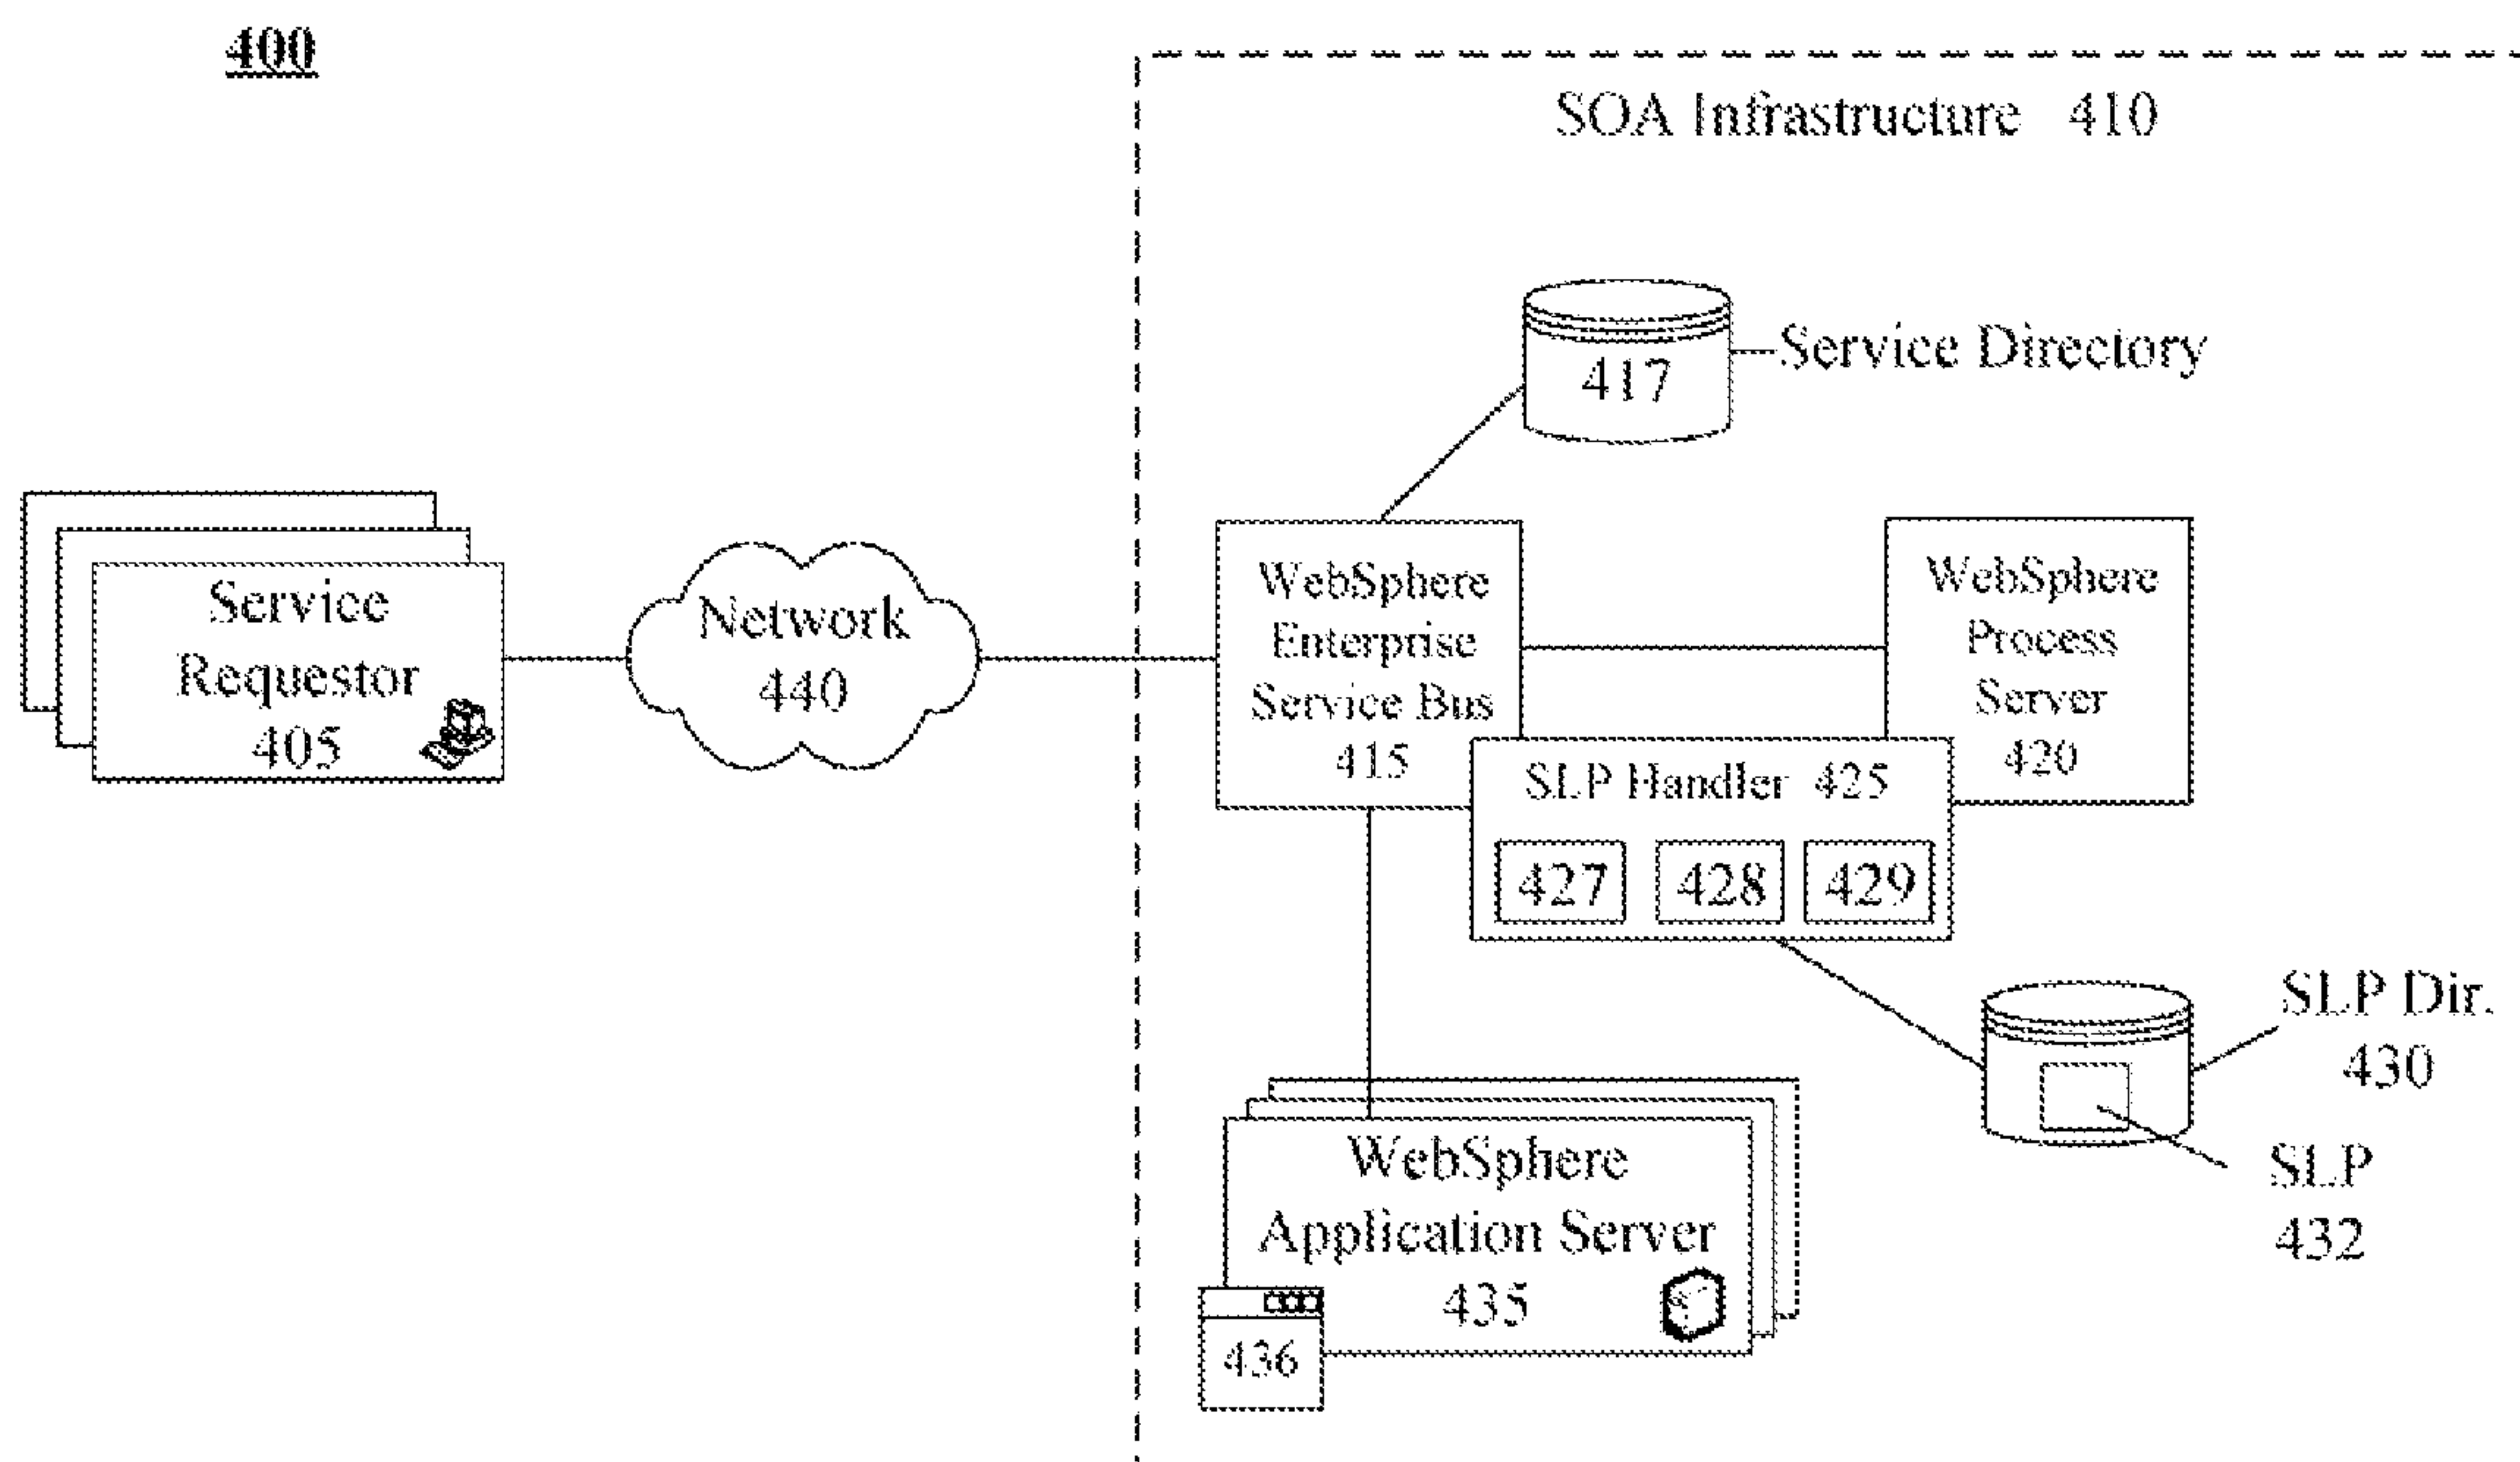 400
SOA Infrastructure 410
417
Service Directory
Service
Requestor
405
Network
440
WebSphere
Enterprise
Service Bus
415
WebSphere
Process
Server
420
SLP Handler 425
427
428
429
SLP Dir.
430
SLP
432
WebSphere
Application Server
435
436